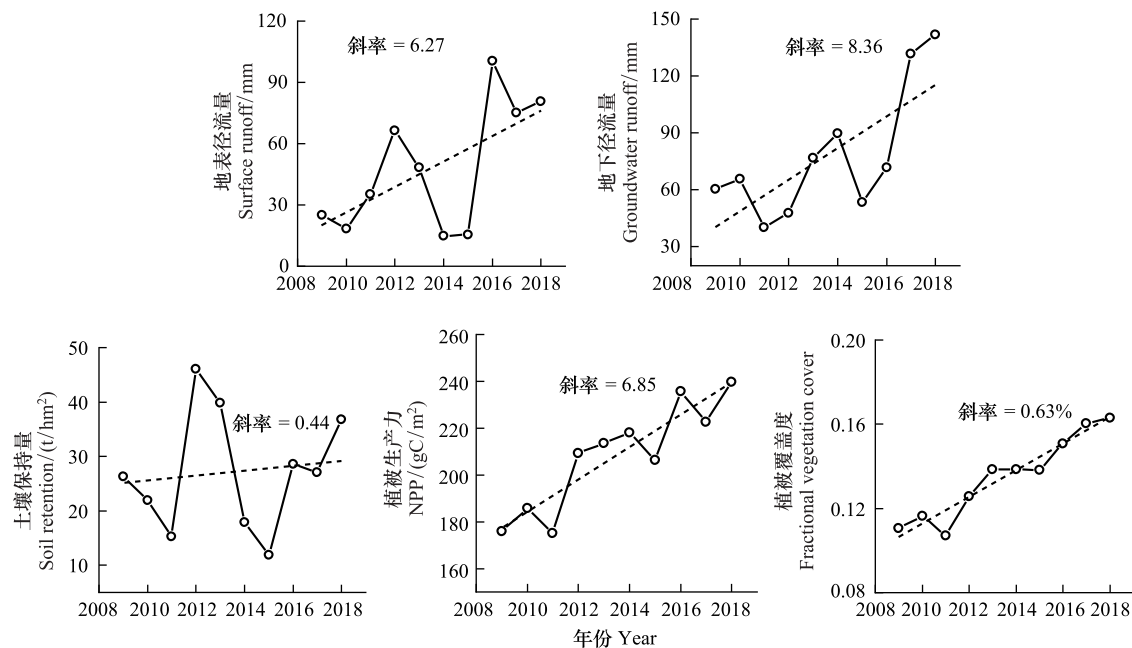 120
90
60
30
0
地表径流量
Surface runoff/mm
斜率 = 6.27
2008 2010 2012 2014 2016 2018
150
120
90
60
30
地下径流量
Groundwater runoff/mm
斜率 = 8.36
2008 2010 2012 2014 2016 2018
50
40
30
20
10
土壤保持量
Soil retention/(t/hm²)
斜率 = 0.44
2008 2010 2012 2014 2016 2018
260
240
220
200
180
160
植被生产力
NPP/(gC/m²)
斜率 = 6.85
2008 2010 2012 2014 2016 2018
0.20
0.16
0.12
0.08
植被覆盖度
Fractional vegetation cover
斜率 = 0.63%
2008 2010 2012 2014 2016 2018
年份 Year